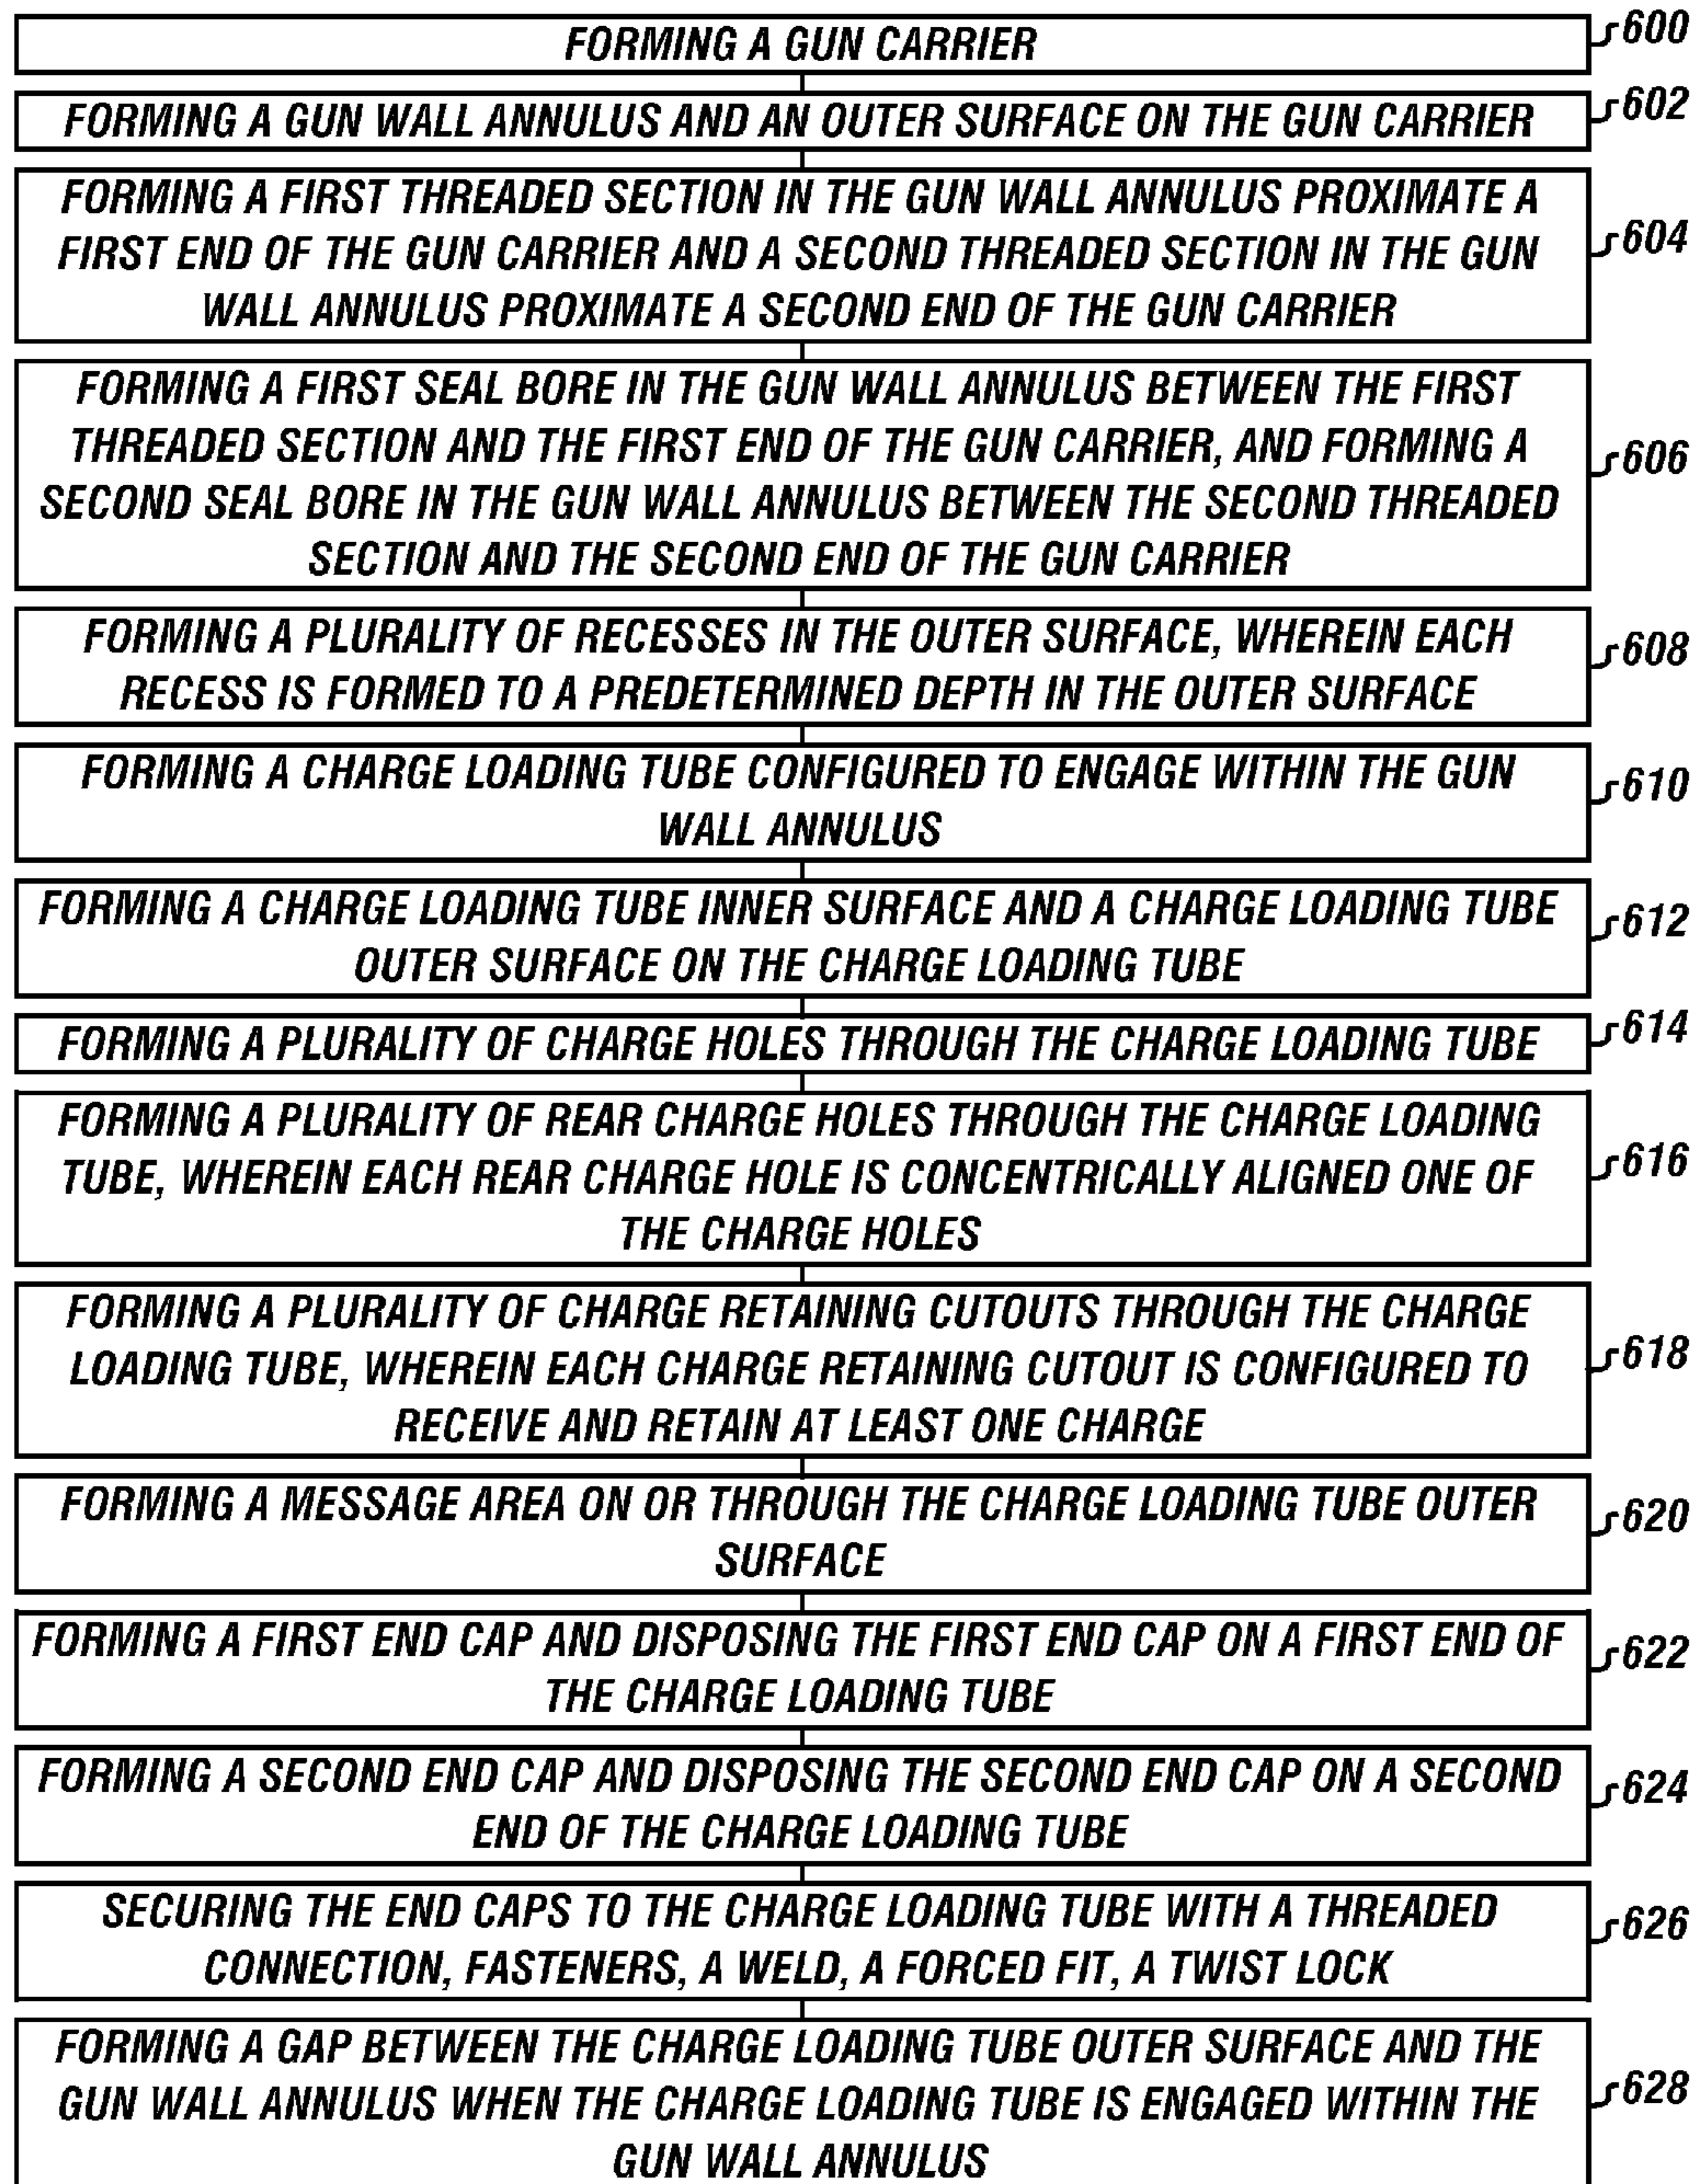 FORMING A GUN CARRIER
600
FORMING A GUN WALL ANNULUS AND AN OUTER SURFACE ON THE GUN CARRIER
602
FORMING A FIRST THREADED SECTION IN THE GUN WALL ANNULUS PROXIMATE A
FIRST END OF THE GUN CARRIER AND A SECOND THREADED SECTION IN THE GUN
WALL ANNULUS PROXIMATE A SECOND END OF THE GUN CARRIER
604
FORMING A FIRST SEAL BORE IN THE GUN WALL ANNULUS BETWEEN THE FIRST
THREADED SECTION AND THE FIRST END OF THE GUN CARRIER, AND FORMING A
SECOND SEAL BORE IN THE GUN WALL ANNULUS BETWEEN THE SECOND THREADED
SECTION AND THE SECOND END OF THE GUN CARRIER
606
FORMING A PLURALITY OF RECESSES IN THE OUTER SURFACE, WHEREIN EACH
RECESS IS FORMED TO A PREDETERMINED DEPTH IN THE OUTER SURFACE
608
FORMING A CHARGE LOADING TUBE CONFIGURED TO ENGAGE WITHIN THE GUN
WALL ANNULUS
610
FORMING A CHARGE LOADING TUBE INNER SURFACE AND A CHARGE LOADING TUBE
OUTER SURFACE ON THE CHARGE LOADING TUBE
612
FORMING A PLURALITY OF CHARGE HOLES THROUGH THE CHARGE LOADING TUBE
614
FORMING A PLURALITY OF REAR CHARGE HOLES THROUGH THE CHARGE LOADING
TUBE, WHEREIN EACH REAR CHARGE HOLE IS CONCENTRICALLY ALIGNED ONE OF
THE CHARGE HOLES
616
FORMING A PLURALITY OF CHARGE RETAINING CUTOUTS THROUGH THE CHARGE
LOADING TUBE, WHEREIN EACH CHARGE RETAINING CUTOUT IS CONFIGURED TO
RECEIVE AND RETAIN AT LEAST ONE CHARGE
618
FORMING A MESSAGE AREA ON OR THROUGH THE CHARGE LOADING TUBE OUTER
SURFACE
620
FORMING A FIRST END CAP AND DISPOSING THE FIRST END CAP ON A FIRST END OF
THE CHARGE LOADING TUBE
622
FORMING A SECOND END CAP AND DISPOSING THE SECOND END CAP ON A SECOND
END OF THE CHARGE LOADING TUBE
624
SECURING THE END CAPS TO THE CHARGE LOADING TUBE WITH A THREADED
CONNECTION, FASTENERS, A WELD, A FORCED FIT, A TWIST LOCK
626
FORMING A GAP BETWEEN THE CHARGE LOADING TUBE OUTER SURFACE AND THE
GUN WALL ANNULUS WHEN THE CHARGE LOADING TUBE IS ENGAGED WITHIN THE
GUN WALL ANNULUS
628